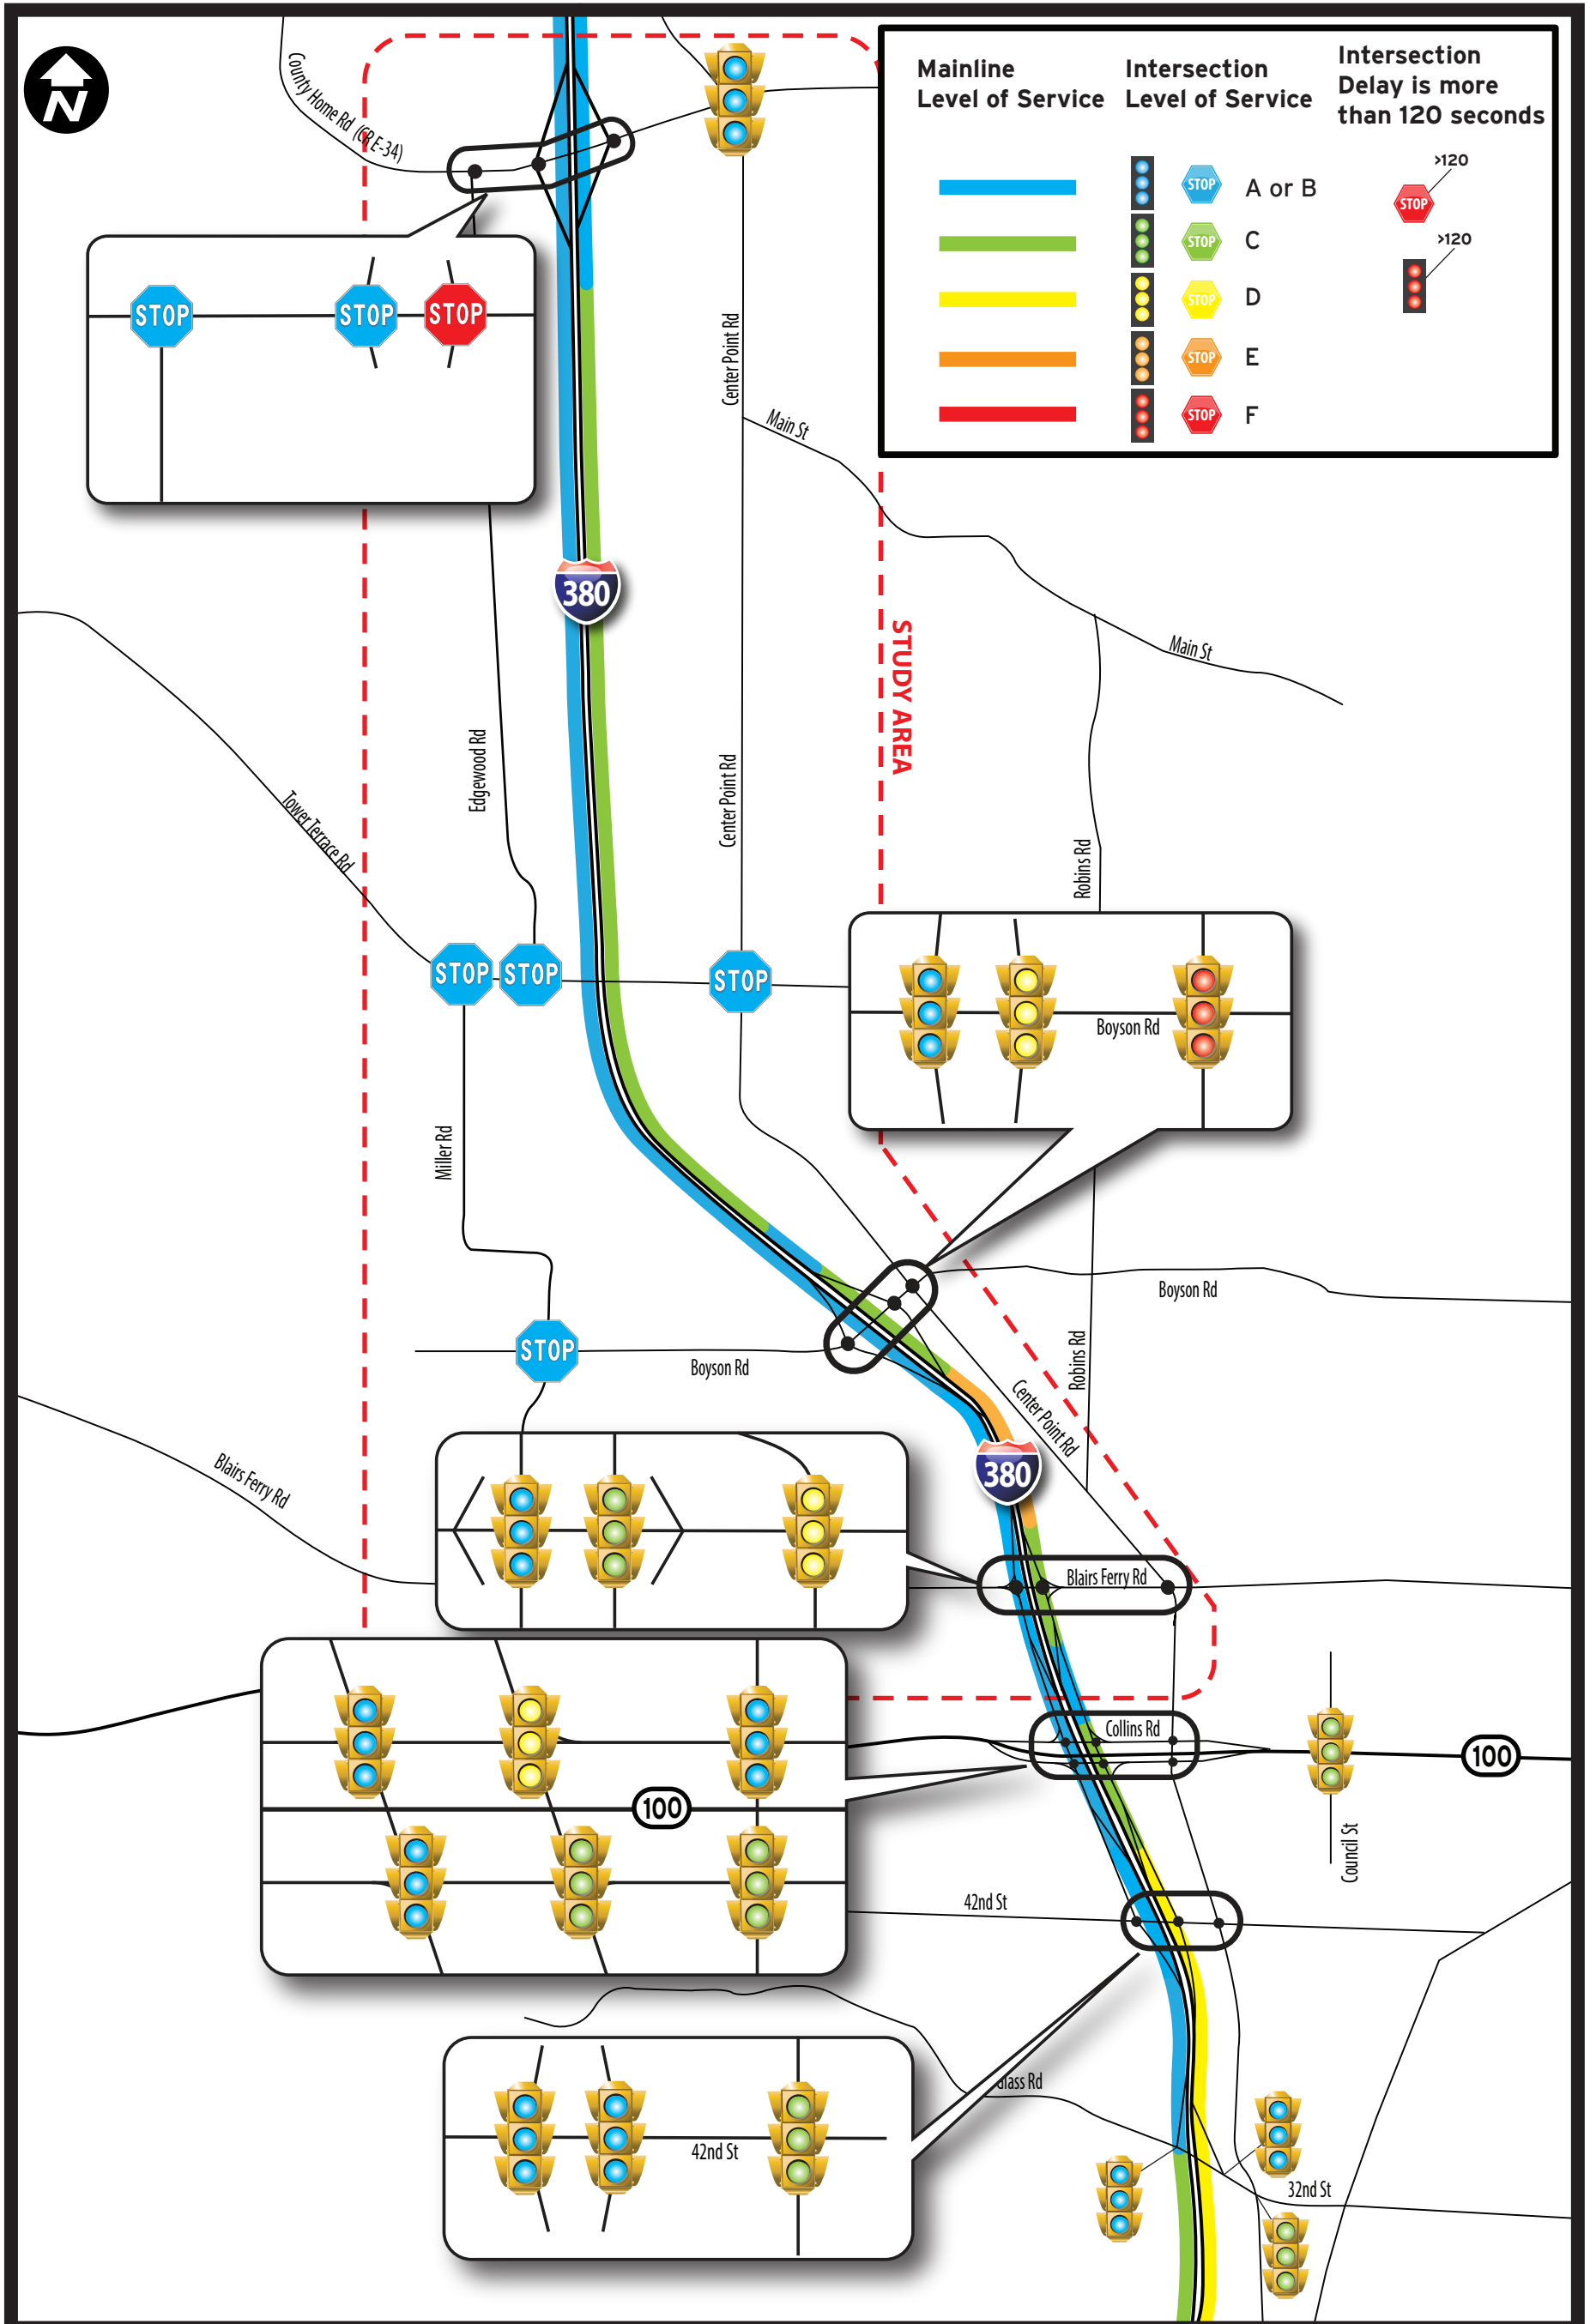 N
County Home Rd (CR E-34)
Mainline
Level of Service
Intersection
Level of Service
Intersection
Delay is more
than 120 seconds
STOP
A or B
>120
STOP
STOP
C
>120
STOP
D
STOP
E
STOP
F
STOP
STOP
STOP
Center Point Rd
Main St
380
STUDY AREA
Main St
Edgewood Rd
Center Point Rd
Tower Terrace Rd
Robins Rd
STOP
STOP
STOP
Boyson Rd
Miller Rd
Boyson Rd
STOP
Boyson Rd
Robins Rd
Center Point Rd
380
Blairs Ferry Rd
Blairs Ferry Rd
Collins Rd
100
100
Council St
42nd St
42nd St
32nd St